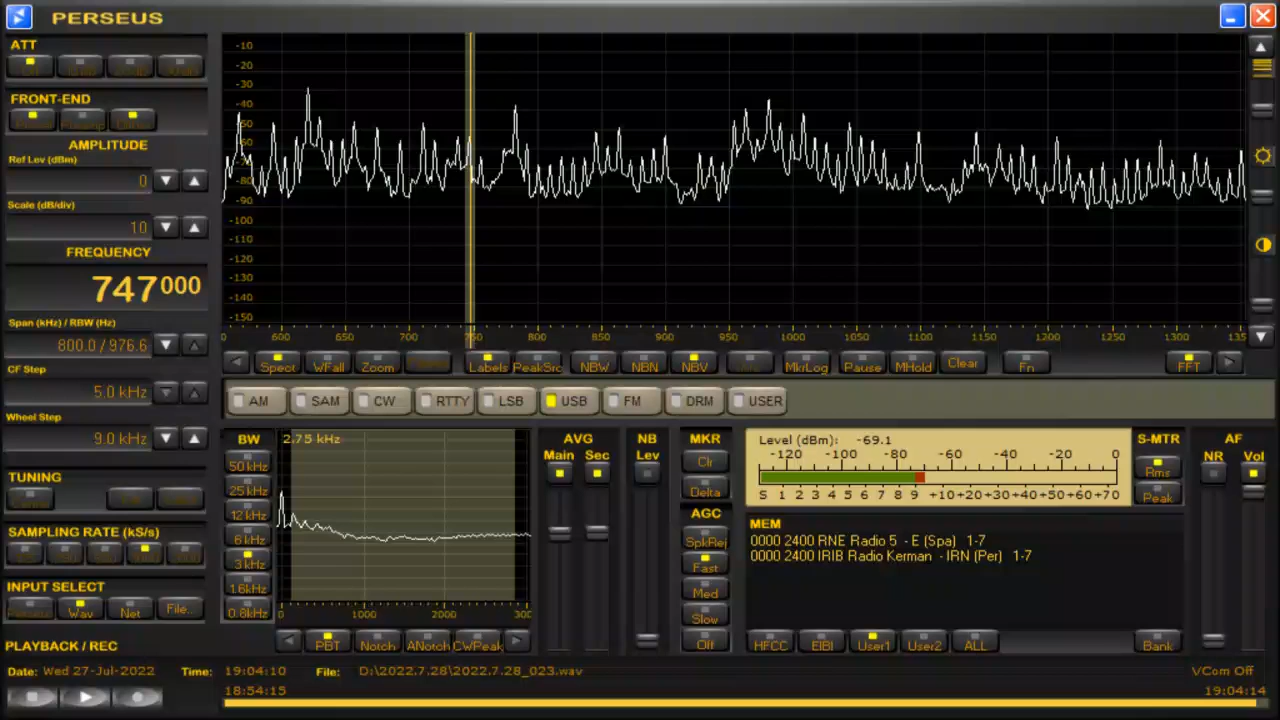 PERSEUS
ATT
FRONT-END
AMPLITUDE
Ref Lev (dBm)
0
Scale (dB/div)
10
FREQUENCY
747000
Span (kHz) / RBW (Hz)
800.0 / 976.6
CF Step
5.0 kHz
Wheel Step
9.0 kHz
TUNING
SAMPLING RATE (kS/s)
INPUT SELECT
Wav Net File..
PLAYBACK / REC
-10
-20
-30
-40
-50
-60
-70
-80
-90
-100
-110
-120
-130
-140
-150
600 650 700 750 800 850 900 950 1000 1050 1100 1150 1200 1250 1300
Spect WFall Zoom Labels PeakSrc NBW NBN NBV MkrLog Pause MHold Clear Fn FFT
AM SAM CW RTTY LSB USB FM DRM USER
BW
50 kHz
25 kHz
12 kHz
6 kHz
3 kHz
1.6kHz
0.8kHz
2.75 kHz
0 1000 2000
PBT Notch ANotch CWPeak
AVG
Main Sec
NB
Lev
MKR
Clr
Delta
AGC
SpkRej
Fast
Med
Slow
Off
Level (dBm): -69.1
-120 -100 -80 -60 -40 -20 0
S 1 2 3 4 5 6 7 8 9 +10+20+30+40+50+60+70
S-MTR
Rms
Peak
AF
NR Vol
MEM
0000 2400 RNE Radio 5 - E (Spa) 1-7
0000 2400 IRIB Radio Kerman - IRN (Per) 1-7
HFCC EIBI User1 User2 ALL Bank
Date: Wed 27-Jul-2022 Time: 19:04:10 File: D:\2022.7.28\2022.7.28_023.wav VCom Off
18:54:15 19:04:14